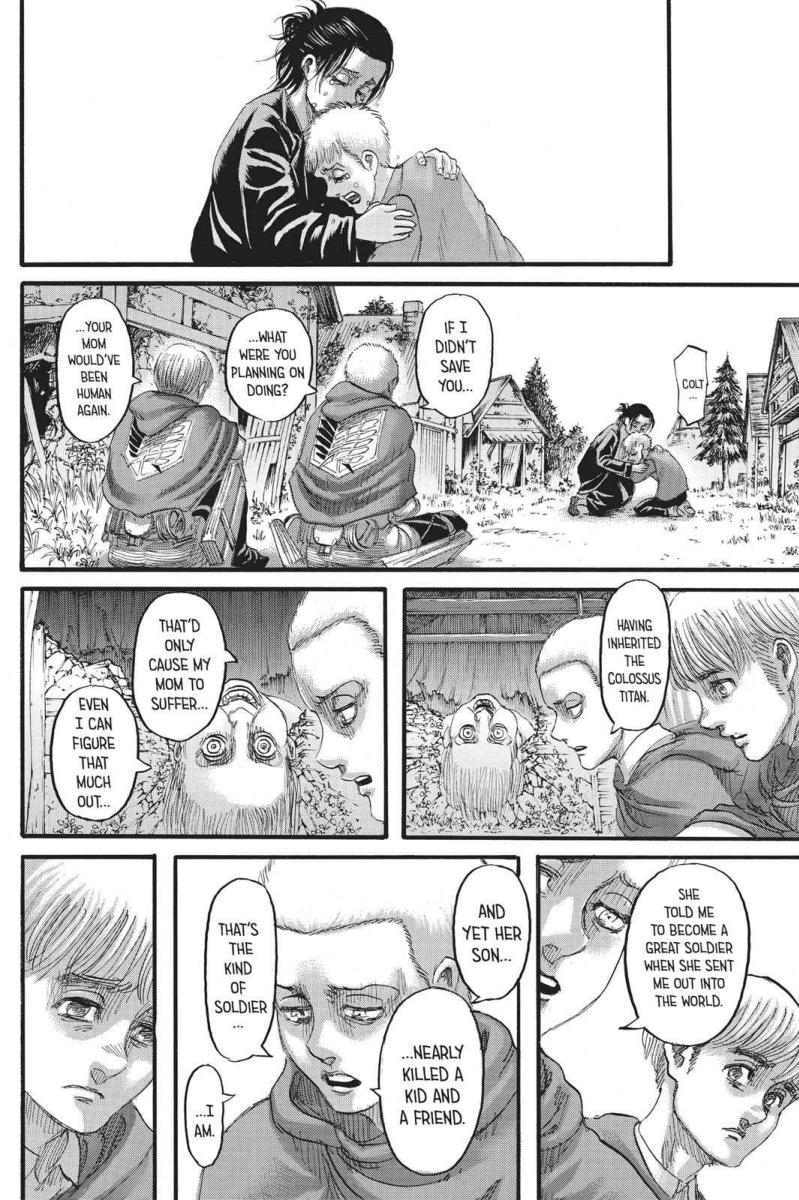 COLT
...
IF I
DIDN'T
SAVE
YOU...
...WHAT
WERE YOU
PLANNING ON
DOING?
...YOUR
MOM
WOULD'VE
BEEN
HUMAN
AGAIN.
HAVING
INHERITED
THE
COLOSSUS
TITAN.
THAT'D
ONLY
CAUSE MY
MOM TO
SUFFER...
EVEN
I CAN
FIGURE
THAT
MUCH
OUT...
SHE
TOLD ME
TO BECOME A
GREAT SOLDIER
WHEN SHE SENT
ME OUT INTO
THE WORLD.
AND
YET HER
SON...
...NEARLY
KILLED A
KID AND
A FRIEND.
THAT'S
THE KIND
OF
SOLDIER
...
...I
AM.